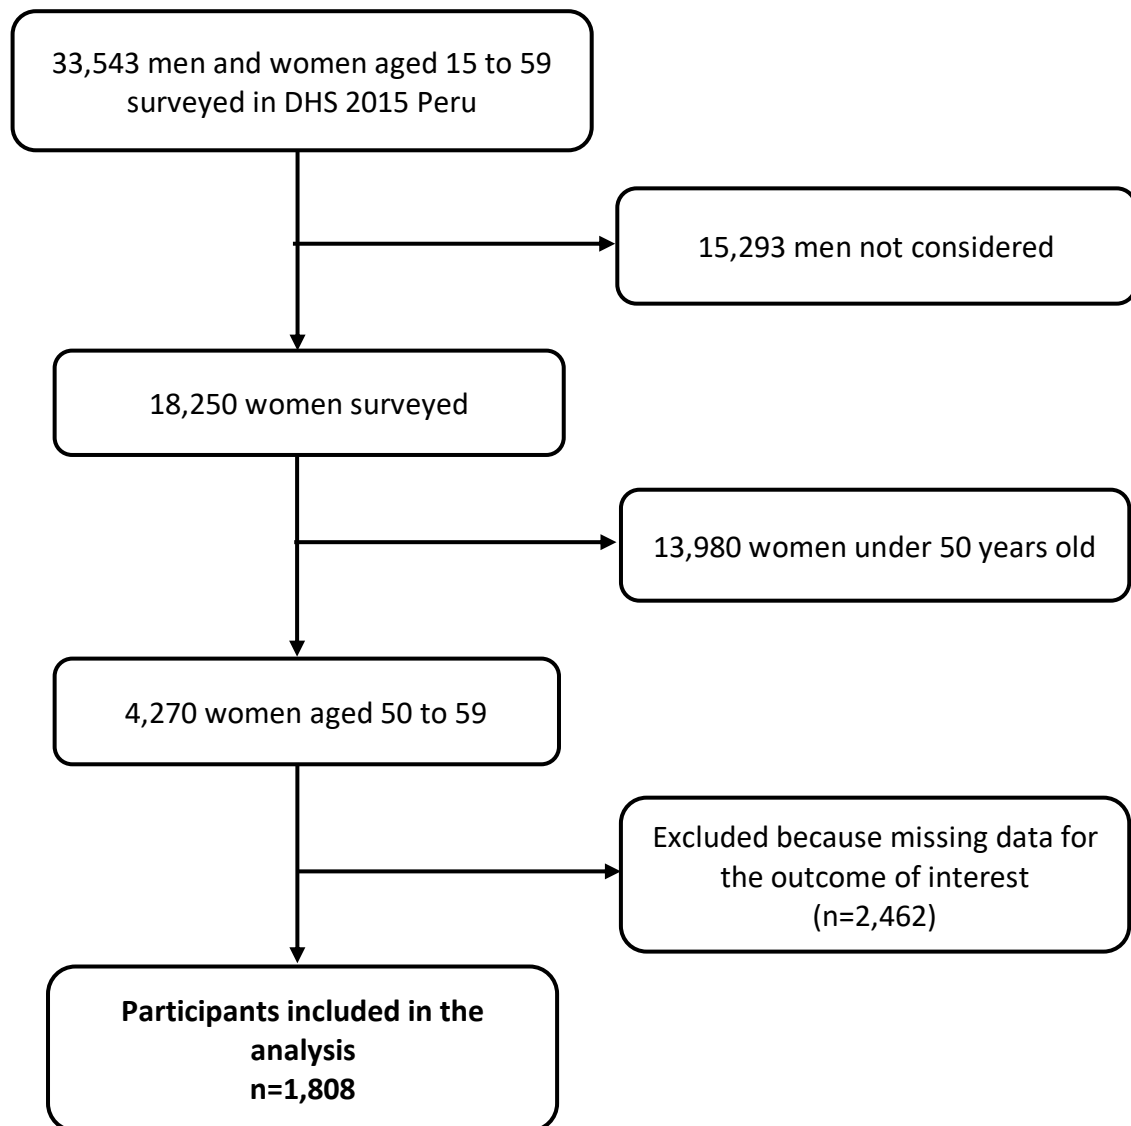 33,543 men and women aged 15 to 59
surveyed in DHS 2015 Peru
15,293 men not considered
18,250 women surveyed
13,980 women under 50 years old
4,270 women aged 50 to 59
Excluded because missing data for
the outcome of interest
(n=2,462)
Participants included in the
analysis
n=1,808